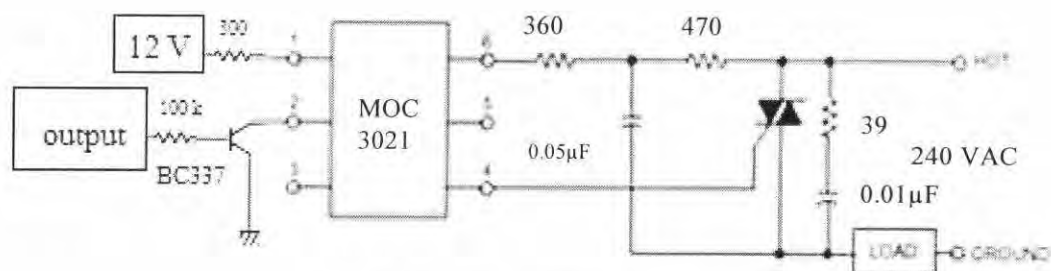 12 V
300
1
6
360
470
HOT
output
100 k
BC337
2
3
MOC
3021
5
4
0.05µF
39
240 VAC
0.01µF
LOAD
GROUND